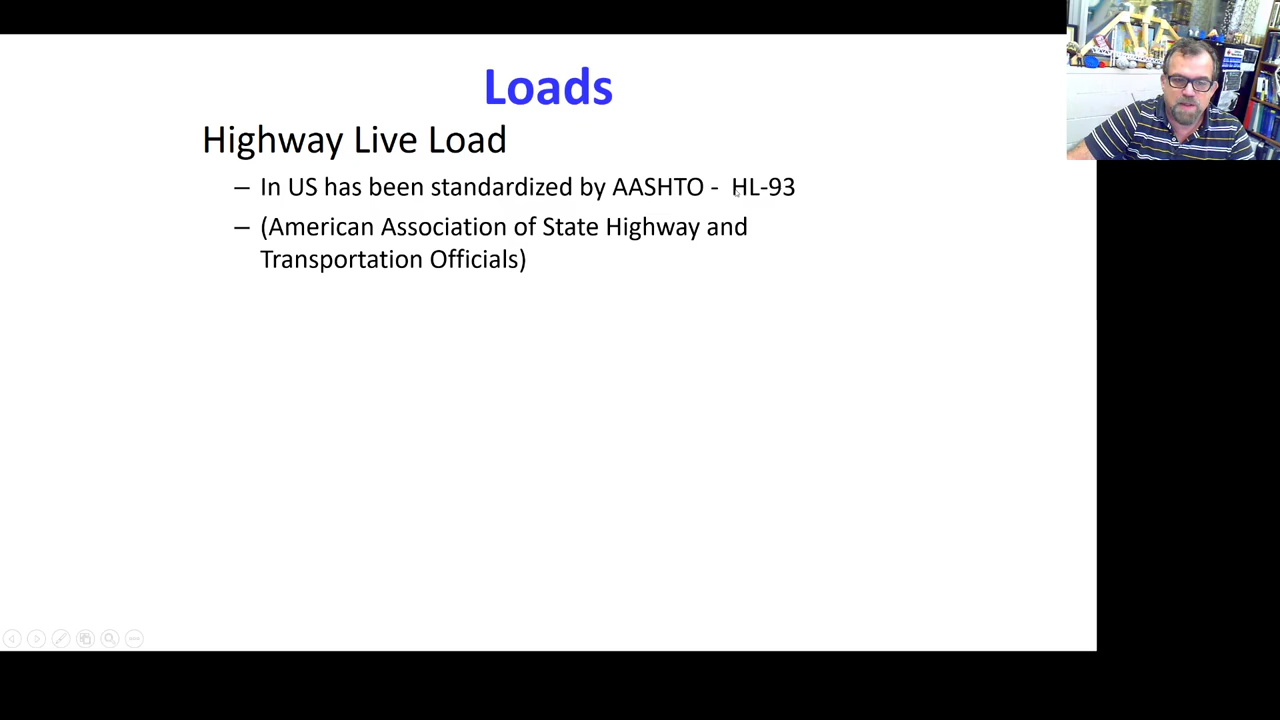 Loads
Highway Live Load
– In US has been standardized by AASHTO - HL-93
– (American Association of State Highway and
Transportation Officials)